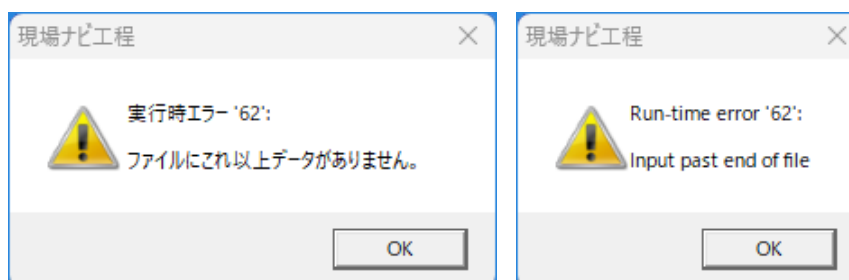 現場ナビ工程
実行時エラー '62':
ファイルにこれ以上データがありません。
OK
現場ナビ工程
Run-time error '62':
Input past end of file
OK